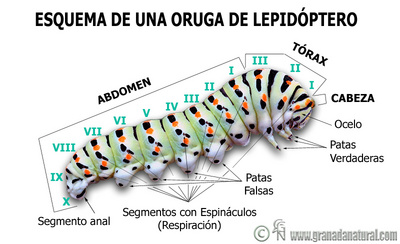 ESQUEMA DE UNA ORUGA DE LEPIDÓPTERO
TÓRAX
III
II
I
ABDOMEN
I
II
III
IV
V
VI
VII
VIII
IX
X
CABEZA
Ocelo
Patas
Verdaderas
Patas
Falsas
Segmento anal
Segmentos con Espináculos
(Respiración)
www.granadanatural.com